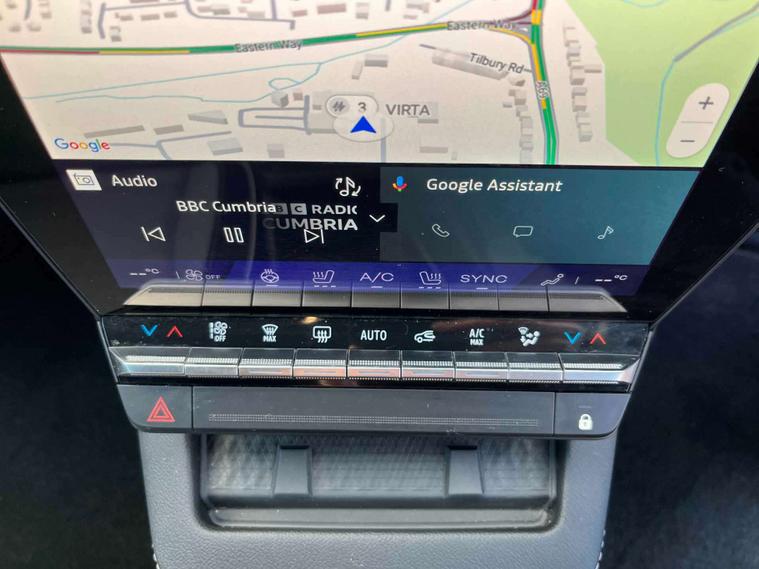 Eastern Way
Eastern Way
Tilbury Rd
3 VIRTA
Google
Audio
Google Assistant
BBC Cumbria
BBC RADIO
CUMBRIA
--°C
OFF
A/C
SYNC
--°C
OFF
MAX
AUTO
A/C
MAX